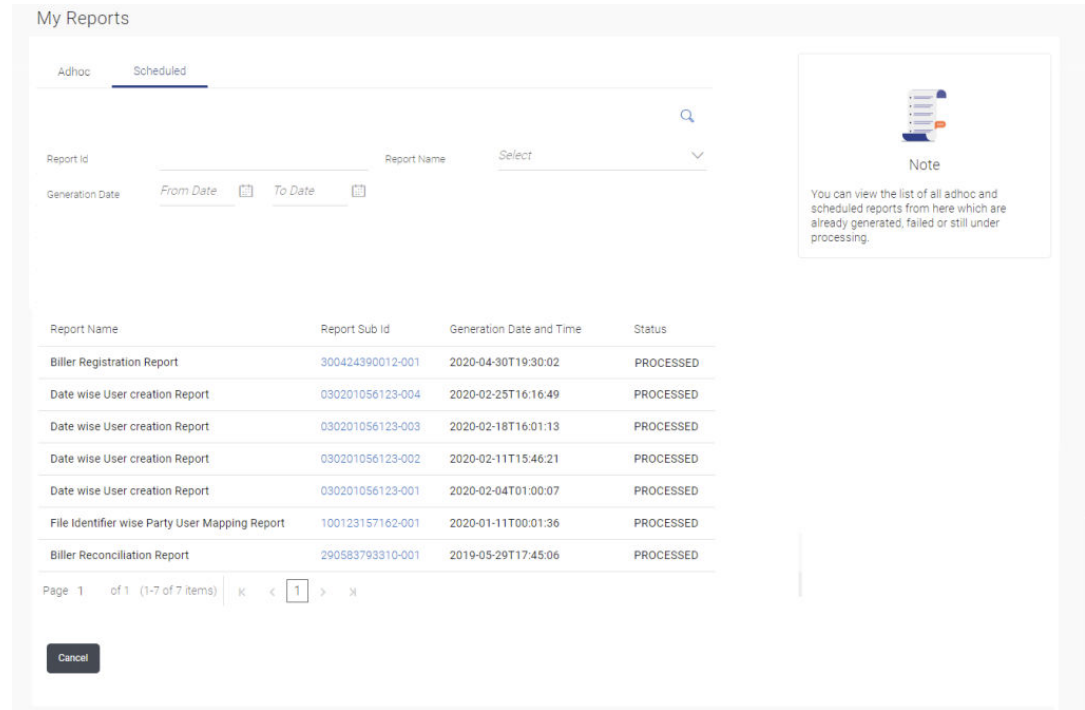 My Reports
Adhoc Scheduled
Report Id Report Name Select
Generation Date From Date To Date
Note
You can view the list of all adhoc and
scheduled reports from here which are
already generated, failed or still under
processing.
Report Name Report Sub Id Generation Date and Time Status
Biller Registration Report 300424390012-001 2020-04-30T19:30:02 PROCESSED
Date wise User creation Report 030201056123-004 2020-02-25T16:16:49 PROCESSED
Date wise User creation Report 030201056123-003 2020-02-18T16:01:13 PROCESSED
Date wise User creation Report 030201056123-002 2020-02-11T15:46:21 PROCESSED
Date wise User creation Report 030201056123-001 2020-02-04T01:00:07 PROCESSED
File Identifier wise Party User Mapping Report 100123157162-001 2020-01-11T00:01:36 PROCESSED
Biller Reconciliation Report 290583793310-001 2019-05-29T17:45:06 PROCESSED
Page 1 of 1 (1-7 of 7 items) 1
Cancel